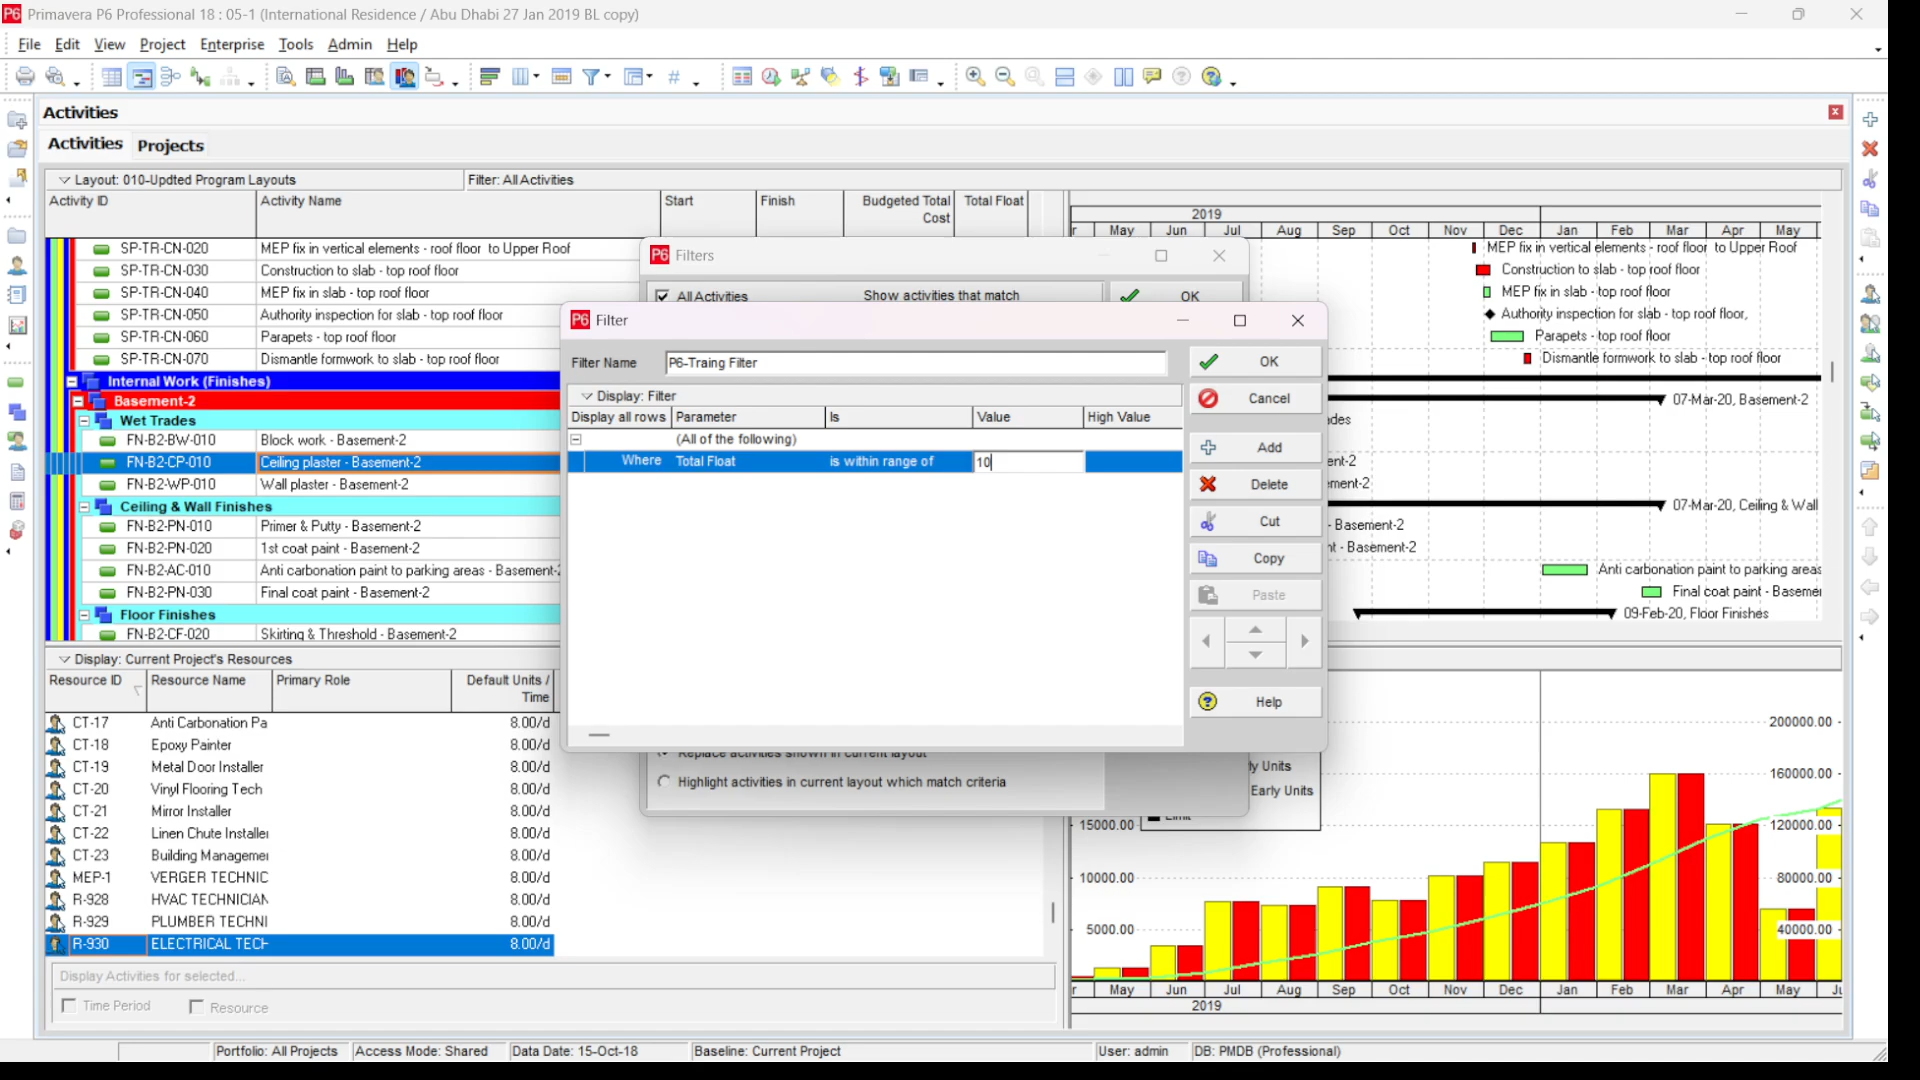 Primavera P6 Professional 18 : 05-1 (International Residence / Abu Dhabi 27 Jan 2019 BL copy)
File Edit View Project Enterprise Tools Admin Help
Activities
Activities Projects
Layout: 010-Updted Program Layouts Filter: All Activities
Activity ID Activity Name Start Finish Budgeted Total Cost Total Float
2019
May Jun Jul Aug Sep Oct Nov Dec Jan Feb Mar Apr May
SP-TR-CN-020 MEP fix in vertical elements - roof floor to Upper Roof
SP-TR-CN-030 Construction to slab - top roof floor
SP-TR-CN-040 MEP fix in slab - top roof floor
SP-TR-CN-050 Authority inspection for slab - top roof floor
SP-TR-CN-060 Parapets - top roof floor
SP-TR-CN-070 Dismantle formwork to slab - top roof floor
Internal Work (Finishes)
Basement-2
Wet Trades
FN-B2-BW-010 Block work - Basement-2
FN-B2-CP-010 Ceiling plaster - Basement-2
FN-B2-WP-010 Wall plaster - Basement-2
Ceiling & Wall Finishes
FN-B2-PN-010 Primer & Putty - Basement-2
FN-B2-PN-020 1st coat paint - Basement-2
FN-B2-AC-010 Anti carbonation paint to parking areas - Basement-
FN-B2-PN-030 Final coat paint - Basement-2
Floor Finishes
FN-B2-CF-020 Skirting & Threshold - Basement-2
MEP fix in vertical elements - roof floor to Upper Roof
Construction to slab - top roof floor
MEP fix in slab - top roof floor
Authority inspection for slab - top roof floor,
Parapets - top roof floor
Dismantle formwork to slab - top roof floor
07-Mar-20, Basement-2
des
ent-2
ment-2
07-Mar-20, Ceiling & Wall
- Basement-2
nt - Basement-2
Anti carbonation paint to parking areas
Final coat paint - Baseme
09-Feb-20, Floor Finishes
P6 Filters
All Activities Show activities that match OK
P6 Filter
Filter Name P6-Traing Filter
Display: Filter
Display all rows Parameter Is Value High Value
(All of the following)
Where Total Float is within range of 10
OK
Cancel
Add
Delete
Cut
Copy
Paste
Help
Replace activities shown in current layout
Highlight activities in current layout which match criteria
Display: Current Project's Resources
Resource ID Resource Name Primary Role Default Units / Time
CT-17 Anti Carbonation Pa 8.00/d
CT-18 Epoxy Painter 8.00/d
CT-19 Metal Door Installer 8.00/d
CT-20 Vinyl Flooring Tech 8.00/d
CT-21 Mirror Installer 8.00/d
CT-22 Linen Chute Installer 8.00/d
CT-23 Building Managemer 8.00/d
MEP-1 VERGER TECHNIC 8.00/d
R-928 HVAC TECHNICIAN 8.00/d
R-929 PLUMBER TECHNI 8.00/d
R-930 ELECTRICAL TECH 8.00/d
Display Activities for selected...
Time Period Resource
ly Units
Early Units
Limit
15000.00
10000.00
5000.00
200000.00
160000.00
120000.00
80000.00
40000.00
May Jun Jul Aug Sep Oct Nov Dec Jan Feb Mar Apr May
2019
Portfolio: All Projects Access Mode: Shared Data Date: 15-Oct-18 Baseline: Current Project User: admin DB: PMDB (Professional)